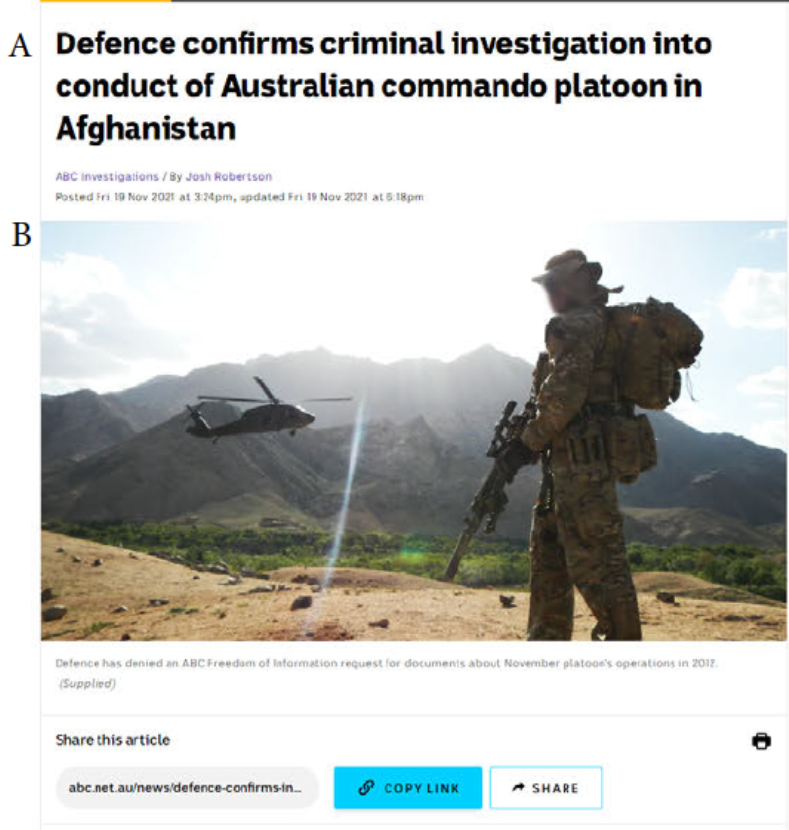 A
Defence confirms criminal investigation into
conduct of Australian commando platoon in
Afghanistan
ABC Investigations / By Josh Robertson
Posted Fri 19 Nov 2021 at 3:24pm, updated Fri 19 Nov 2021 at 6:18pm
B
Defence has denied an ABC Freedom of Information request for documents about November platoon's operations in 2012.
(Supplied)
Share this article
abc.net.au/news/defence-confirms-in...
COPY LINK
SHARE